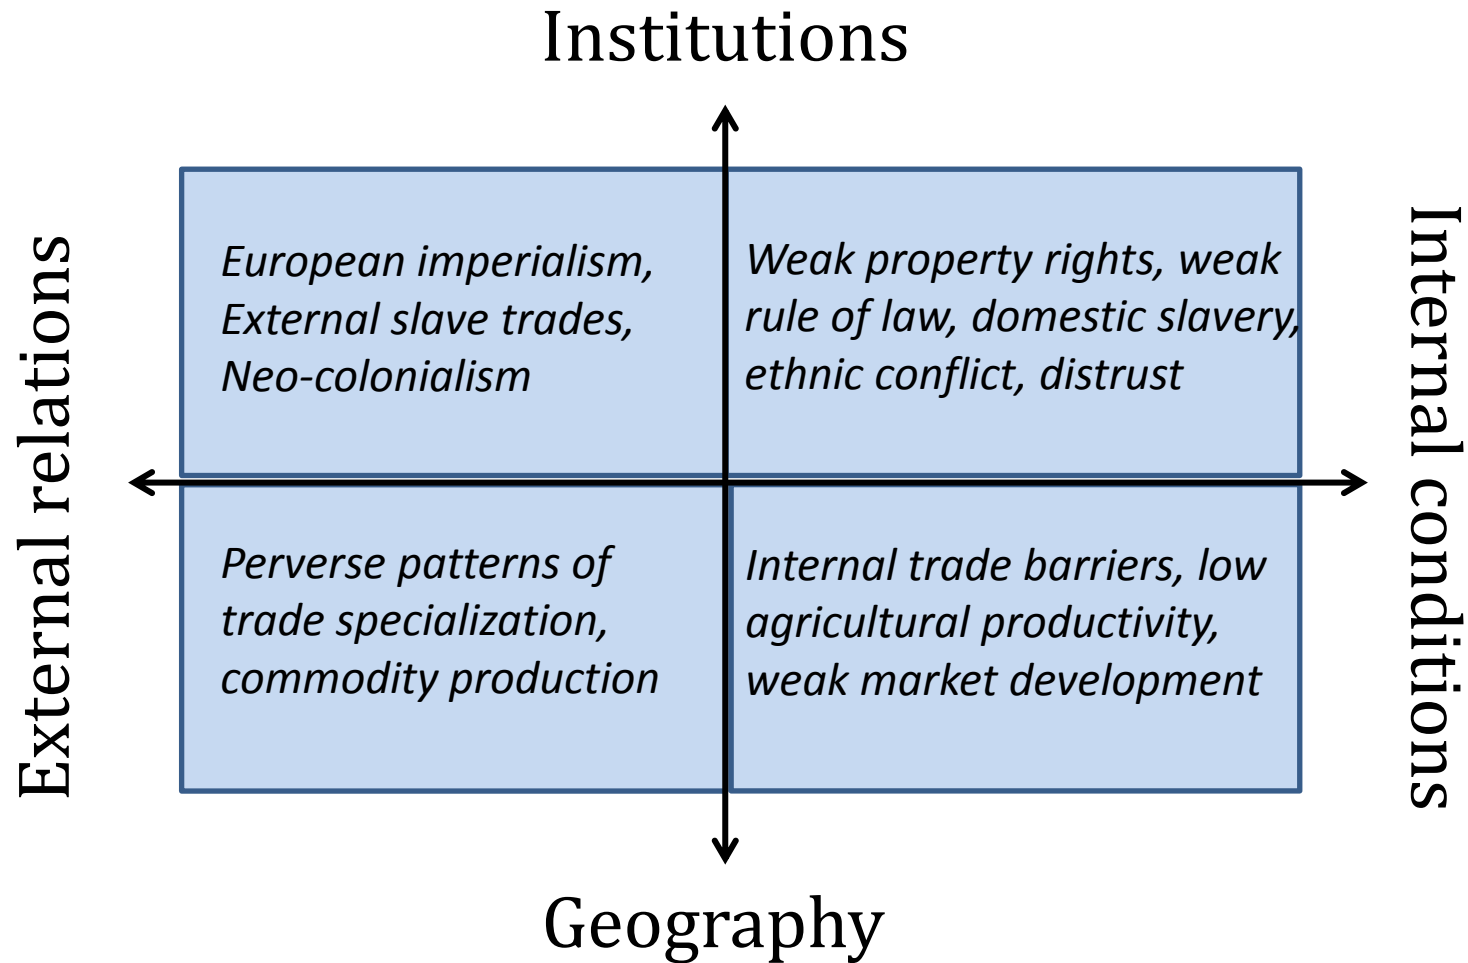 Institutions
External relations
European imperialism,
External slave trades,
Neo-colonialism
Weak property rights, weak
rule of law, domestic slavery,
ethnic conflict, distrust
Internal conditions
Perverse patterns of
trade specialization,
commodity production
Internal trade barriers, low
agricultural productivity,
weak market development
Geography